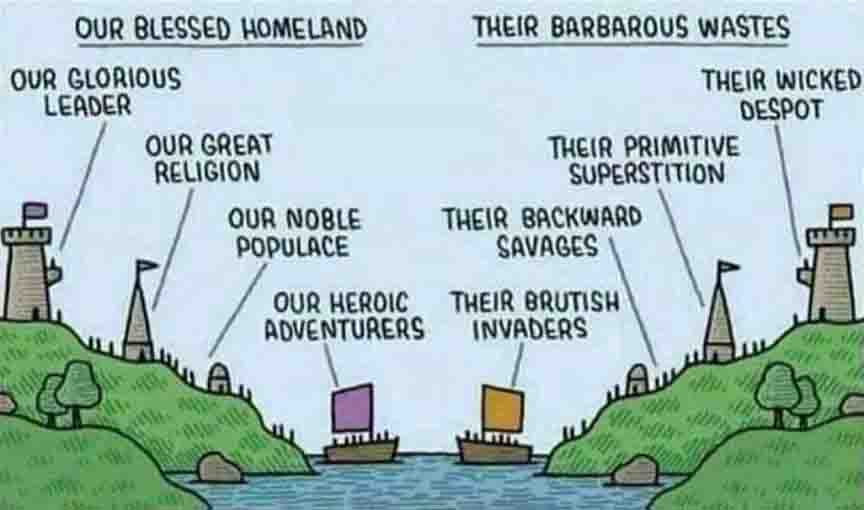 OUR BLESSED HOMELAND
OUR GLORIOUS
LEADER
OUR GREAT
RELIGION
OUR NOBLE
POPULACE
OUR HEROIC
ADVENTURERS
THEIR BARBAROUS WASTES
THEIR WICKED
DESPOT
THEIR PRIMITIVE
SUPERSTITION
THEIR BACKWARD
SAVAGES
THEIR BRUTISH
INVADERS